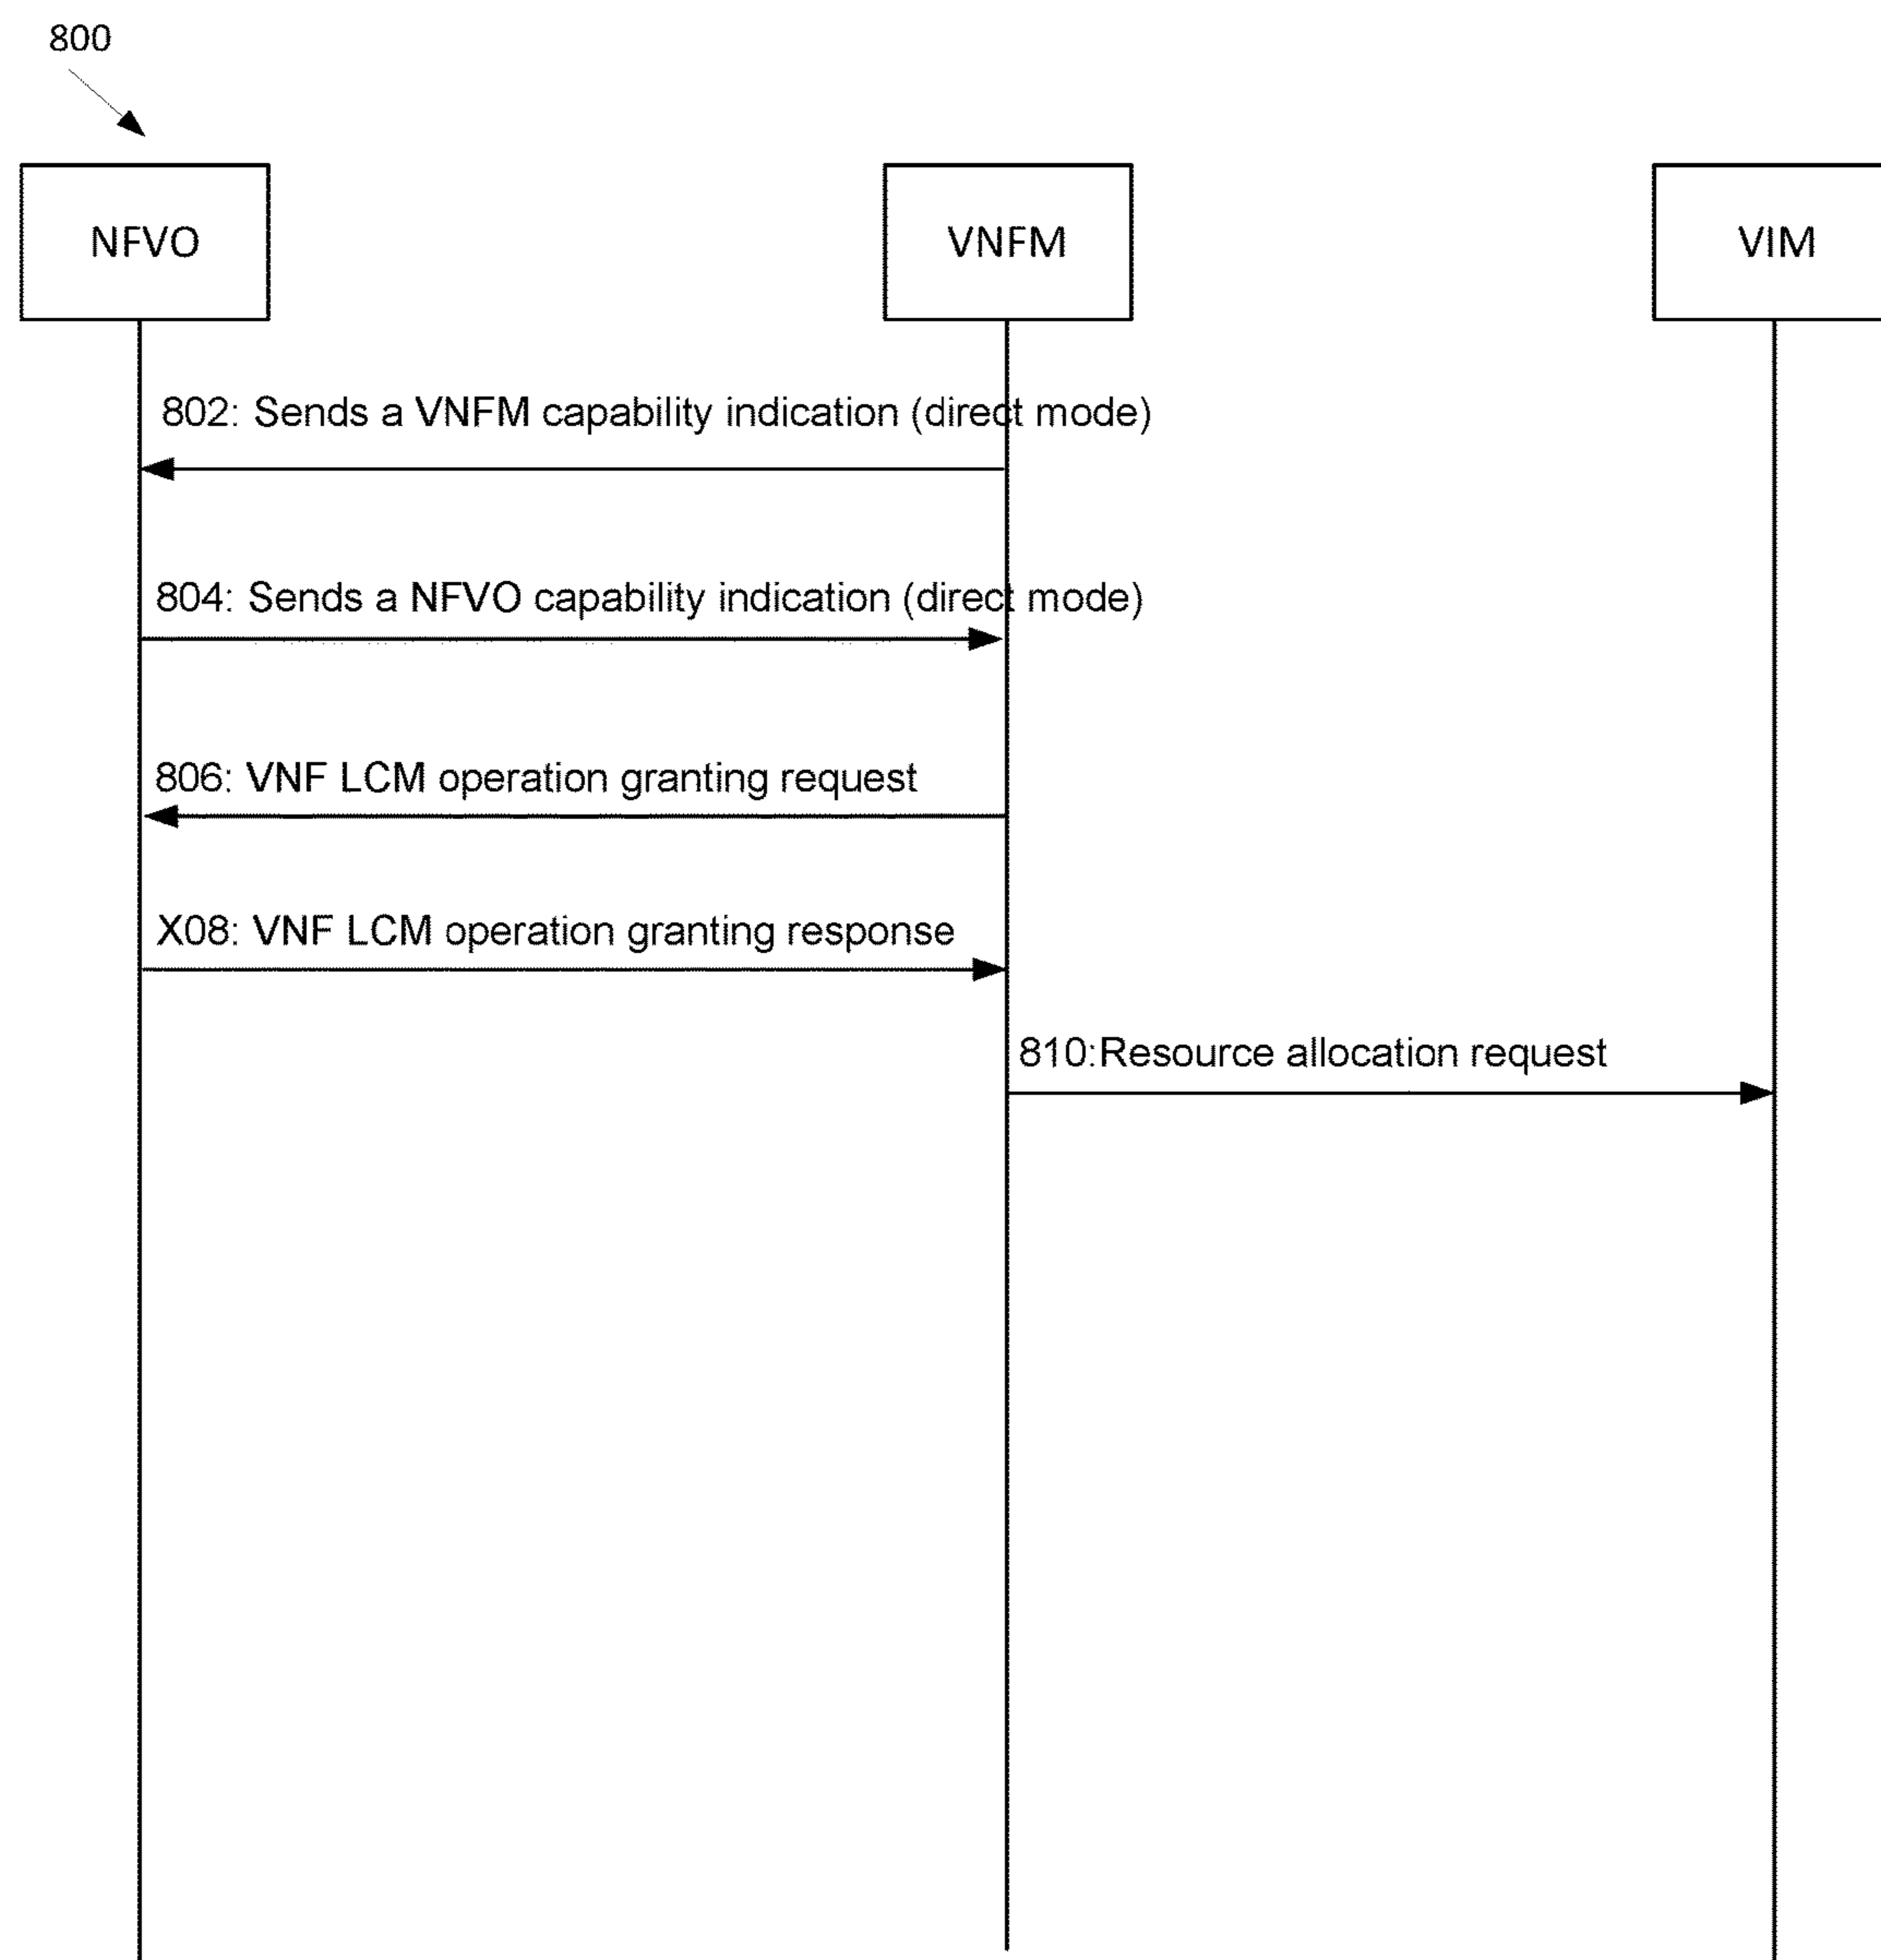 800
NFVO
VNFM
VIM
802: Sends a VNFM capability indication (direct mode)
804: Sends a NFVO capability indication (direct mode)
806: VNF LCM operation granting request
X08: VNF LCM operation granting response
810:Resource allocation request